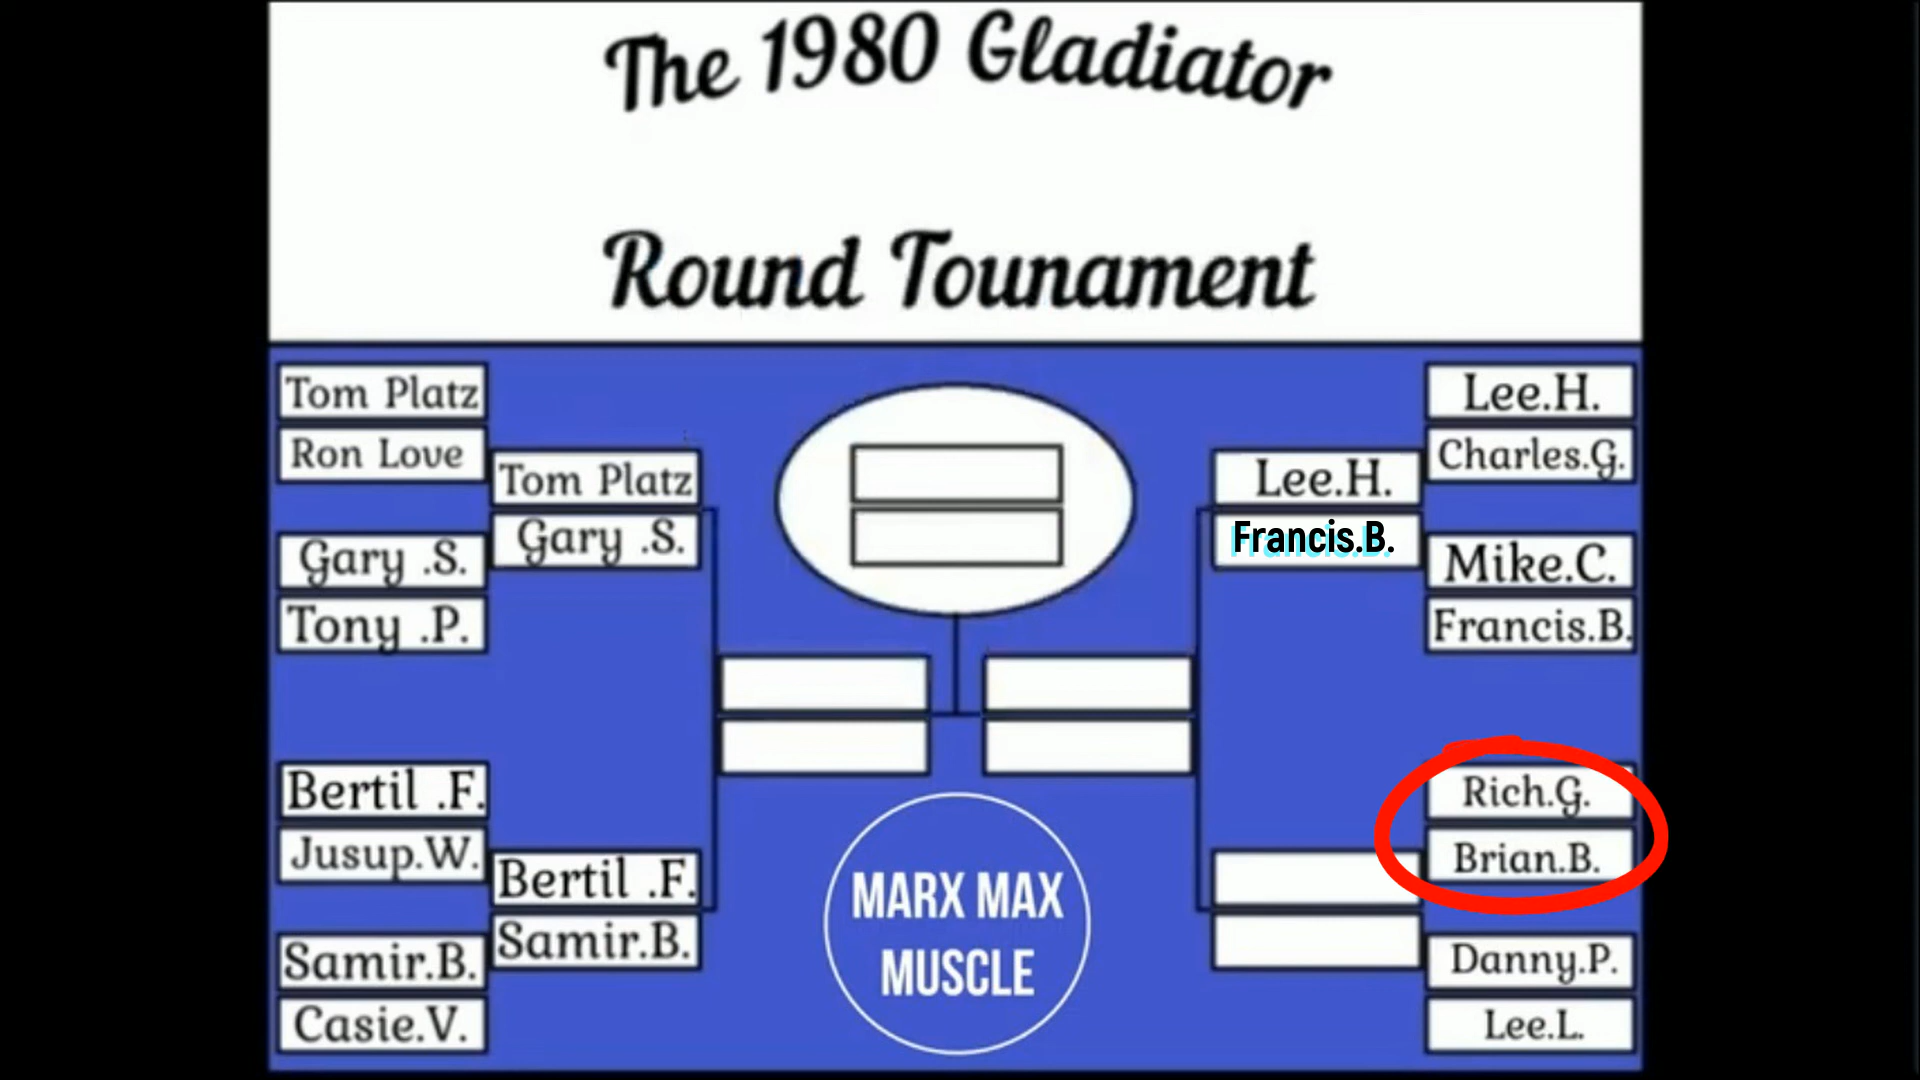 The 1980 Gladiator
Round Tounament
Tom Platz
Ron Love
Tom Platz
Gary .S.
Gary .S.
Tony .P.
Bertil .F.
Jusup.W.
Bertil .F.
Samir.B.
Samir.B.
Casie.V.
MARX MAX
MUSCLE
Lee.H.
Francis.B.
Lee.H.
Charles.G.
Mike.C.
Francis.B.
Rich.G.
Brian.B.
Danny.P.
Lee.L.